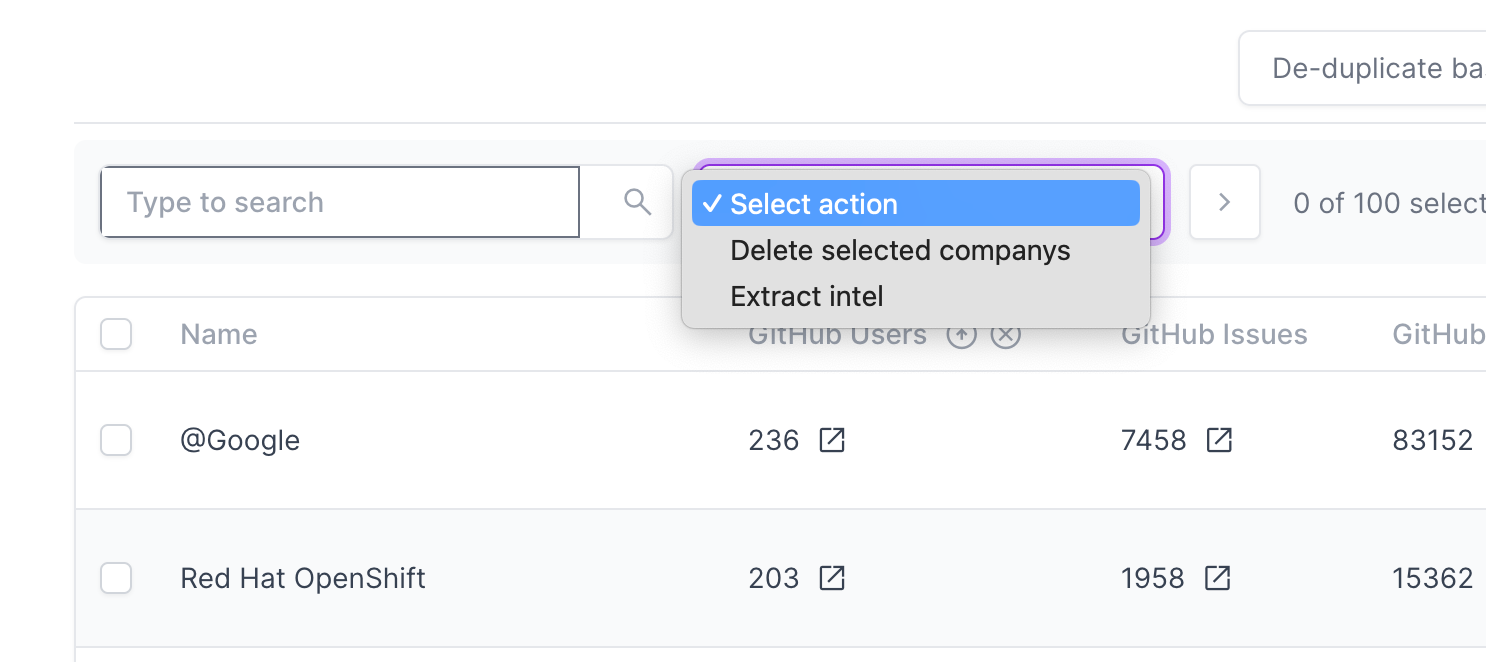 De-duplicate ba
Type to search
Select action
0 of 100 select
Delete selected companys
Extract intel
Name
GitHub Users
GitHub Issues
GitHub
@Google
236
7458
83152
Red Hat OpenShift
203
1958
15362